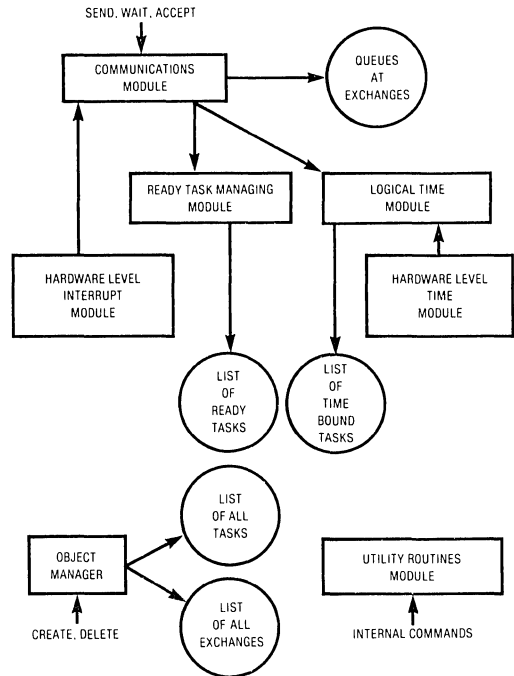 SEND, WAIT, ACCEPT
COMMUNICATIONS
MODULE
QUEUES
AT
EXCHANGES
READY TASK MANAGING
MODULE
LOGICAL TIME
MODULE
HARDWARE LEVEL
INTERRUPT
MODULE
HARDWARE LEVEL
TIME
MODULE
LIST
OF
READY
TASKS
LIST
OF
TIME
BOUND
TASKS
LIST
OF ALL
TASKS
OBJECT
MANAGER
UTILITY ROUTINES
MODULE
LIST
OF ALL
EXCHANGES
CREATE, DELETE
INTERNAL COMMANDS